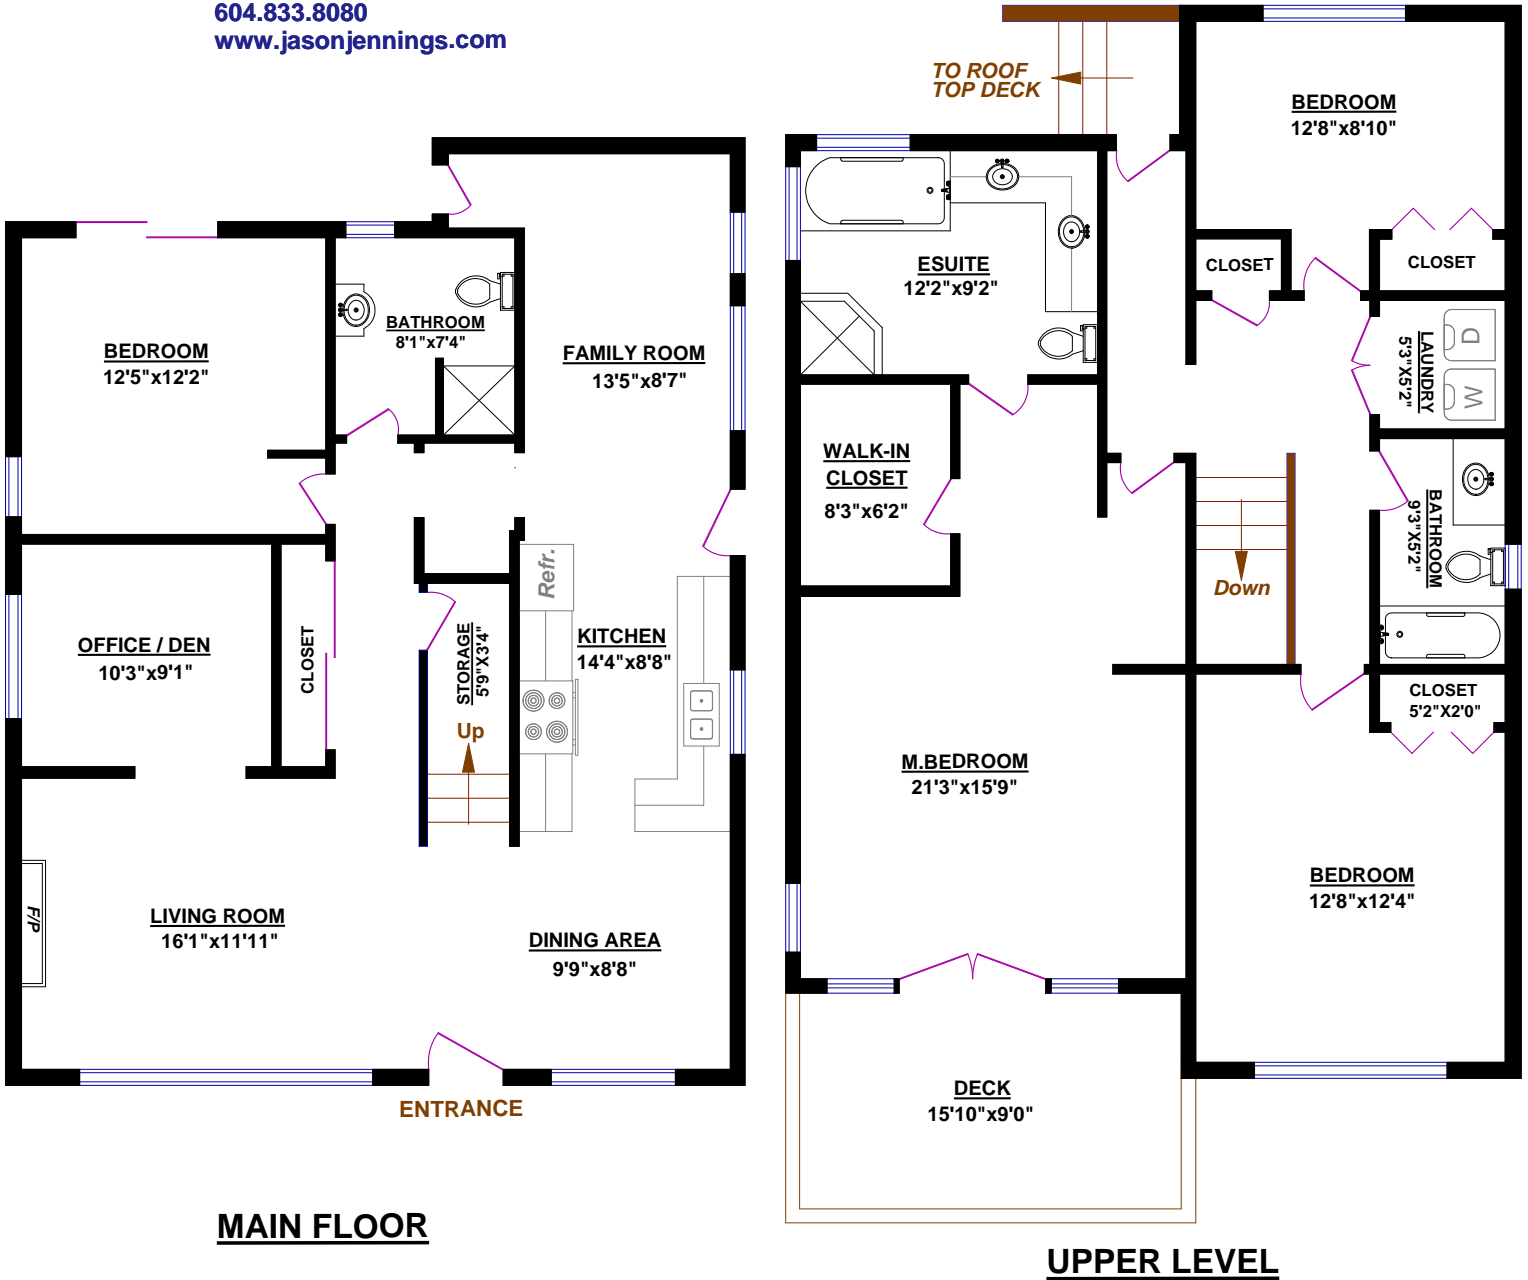 604.833.8080
www.jasonjennings.com
BEDROOM
12'5"x12'2"
BATHROOM
8'1"x7'4"
FAMILY ROOM
13'5"x8'7"
OFFICE / DEN
10'3"x9'1"
CLOSET
STORAGE
5'9"X3'4"
Up
Refr.
KITCHEN
14'4"x8'8"
F/P
LIVING ROOM
16'1"x11'11"
DINING AREA
9'9"x8'8"
ENTRANCE
MAIN FLOOR
TO ROOF
TOP DECK
BEDROOM
12'8"x8'10"
ESUITE
12'2"x9'2"
CLOSET
CLOSET
LAUNDRY
5'3"X5'2"
D
W
WALK-IN
CLOSET
8'3"x6'2"
BATHROOM
9'3"X5'2"
Down
CLOSET
5'2"X2'0"
M.BEDROOM
21'3"x15'9"
BEDROOM
12'8"x12'4"
DECK
15'10"x9'0"
UPPER LEVEL